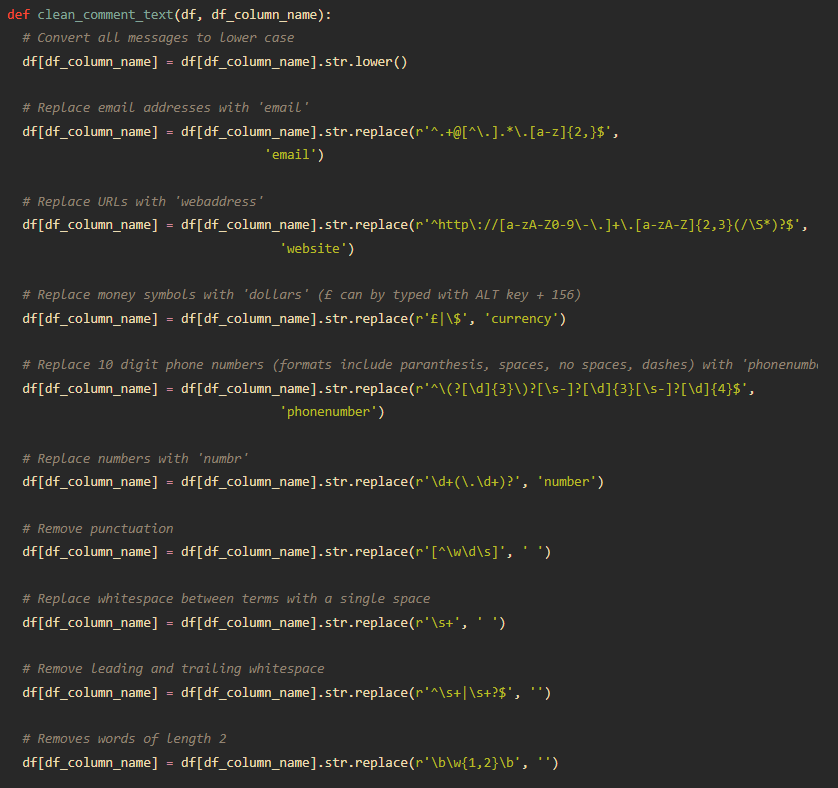 def clean_comment_text(df, df_column_name):
# Convert all messages to lower case
df[df_column_name] = df[df_column_name].str.lower()
# Replace email addresses with 'email'
df[df_column_name] = df[df_column_name].str.replace(r'^.+@[^\.].*\.[a-z]{2,}$',
'email')
# Replace URLs with 'webaddress'
df[df_column_name] = df[df_column_name].str.replace(r'^http\://[a-zA-Z0-9\-\.]+\.[a-zA-Z]{2,3}(/\S*)?$',
'website')
# Replace money symbols with 'dollars' (£ can by typed with ALT key + 156)
df[df_column_name] = df[df_column_name].str.replace(r'£|\$', 'currency')
# Replace 10 digit phone numbers (formats include paranthesis, spaces, no spaces, dashes) with 'phonenumbe
df[df_column_name] = df[df_column_name].str.replace(r'^\(?[\d]{3}\)?[\s-]?[\d]{3}[\s-]?[\d]{4}$',
'phonenumber')
# Replace numbers with 'numbr'
df[df_column_name] = df[df_column_name].str.replace(r'\d+(\.\d+)?', 'number')
# Remove punctuation
df[df_column_name] = df[df_column_name].str.replace(r'[^\w\d\s]', ' ')
# Replace whitespace between terms with a single space
df[df_column_name] = df[df_column_name].str.replace(r'\s+', ' ')
# Remove leading and trailing whitespace
df[df_column_name] = df[df_column_name].str.replace(r'^\s+|\s+?$', '')
# Removes words of length 2
df[df_column_name] = df[df_column_name].str.replace(r'\b\w{1,2}\b', '')